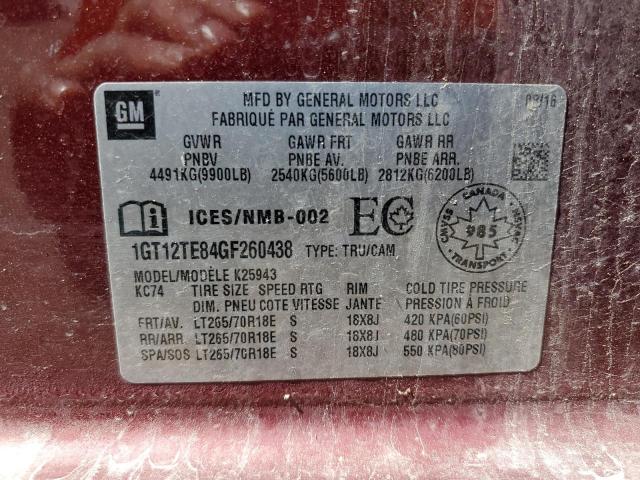 GM
®
MFD BY GENERAL MOTORS LLC
FABRIQUÉ PAR GENERAL MOTORS LLC
GVWR GAWR FRT GAWR RR
PNBV PNBE AV. PNBE ARR.
4491KG(9900LB) 2540KG(5600LB) 2812KG(6200LB)
ICES/NMB-002 EC
CANADA
CMVSS NSVAC
985
TRANSPORT
1GT12TE84GF260438 TYPE: TRU/CAM
MODEL/MODÈLE K25943
KC74 TIRE SIZE SPEED RTG RIM COLD TIRE PRESSURE
DIM. PNEU COTE VITESSE JANTE PRESSION À FROID
FRT/AV. LT265/70R18E S 18X8J 420 KPA(60PSI)
RR/ARR. LT265/70R18E S 18X8J 480 KPA(70PSI)
SPA/SOS LT265/70R18E S 18X8J 550 KPA(80PSI)